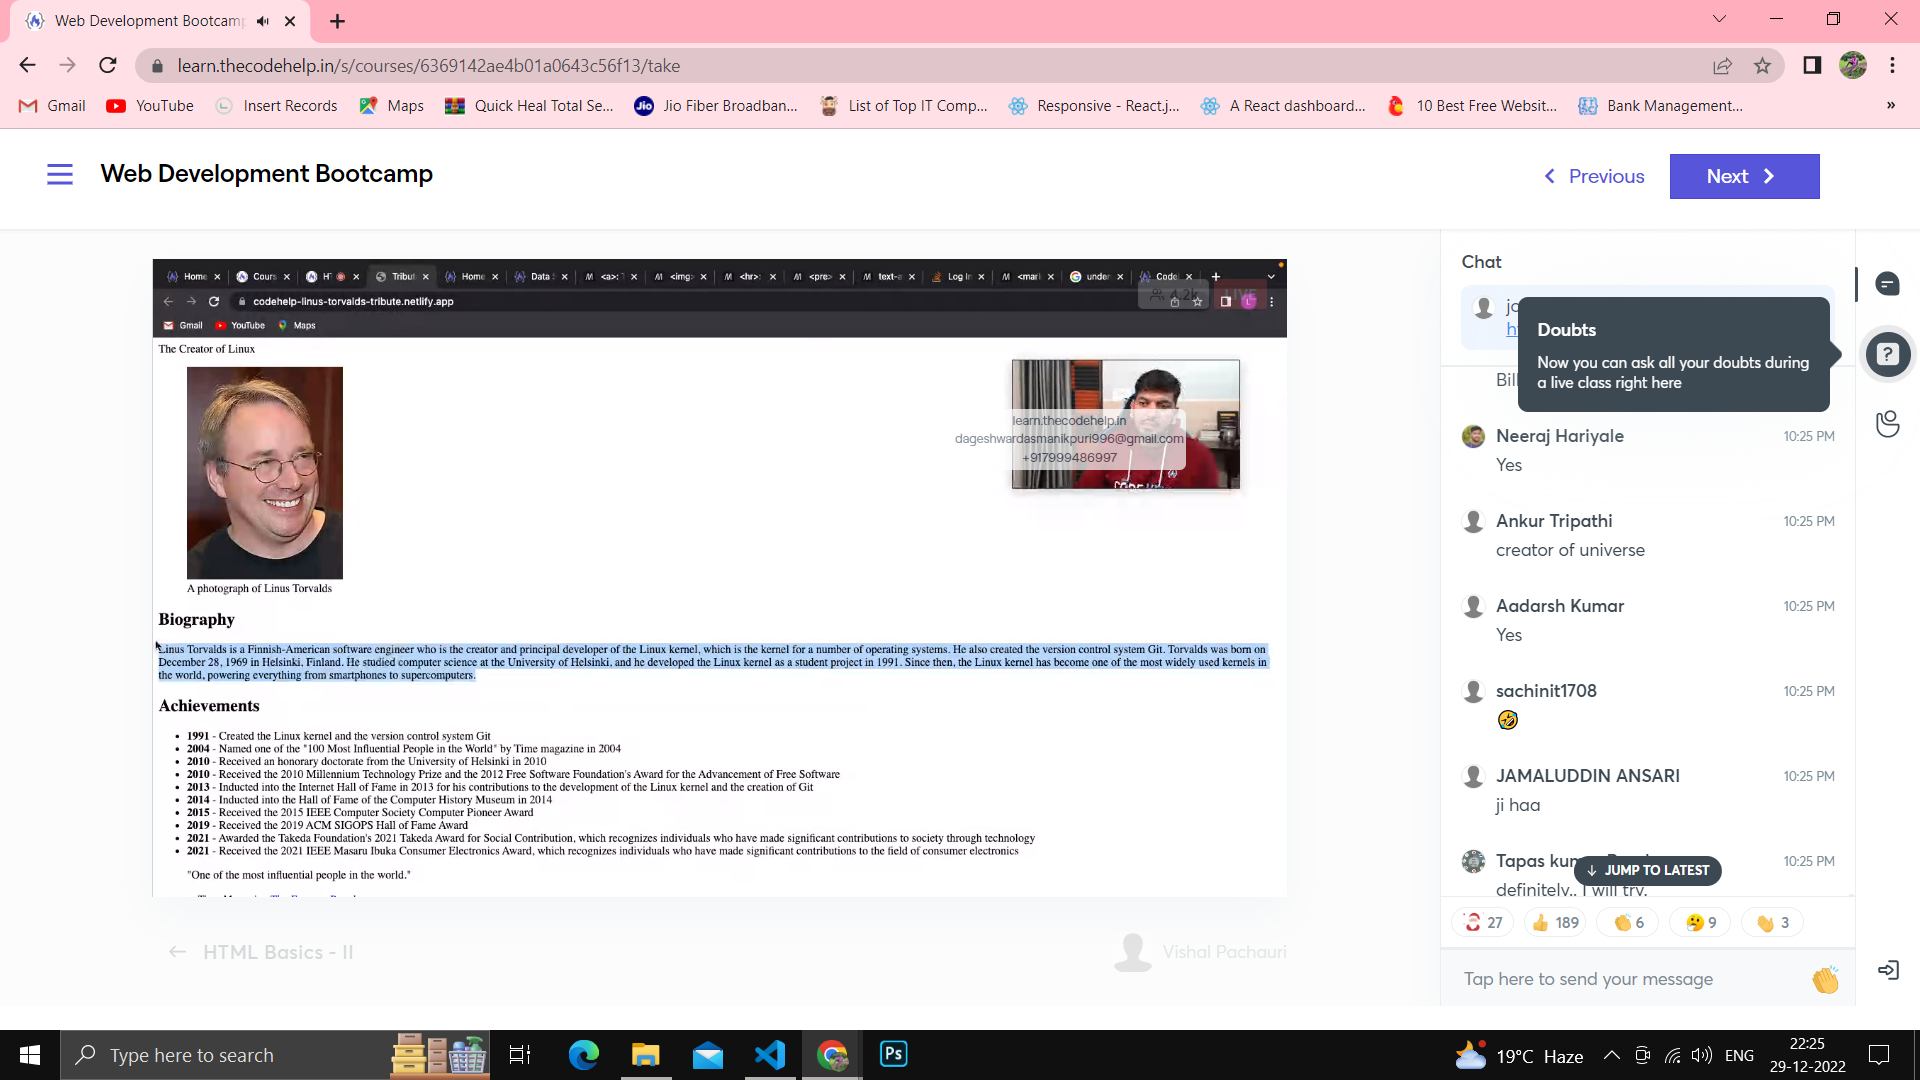 Web Development Bootcamp
learn.thecodehelp.in/s/courses/6369142ae4b01a0643c56f13/take
Gmail YouTube Insert Records Maps Quick Heal Total Se... Jio Jio Fiber Broadban... List of Top IT Comp... Responsive - React.j... A React dashboard... 10 Best Free Websit... Bank Management... »
Web Development Bootcamp
Previous Next
Home Cours HT Tribut Home Data <a>: <img> <hr>: <pre> text-a Log In <mark under Code
codehelp-linus-torvalds-tribute.netlify.app
4.2k LIVE
Gmail YouTube Maps
The Creator of Linux
learn.thecodehelp.in
dageshwardasmanikpuri996@gmail.com
+917999486997
A photograph of Linus Torvalds
Biography
Linus Torvalds is a Finnish-American software engineer who is the creator and principal developer of the Linux kernel, which is the kernel for a number of operating systems. He also created the version control system Git. Torvalds was born on
December 28, 1969 in Helsinki, Finland. He studied computer science at the University of Helsinki, and he developed the Linux kernel as a student project in 1991. Since then, the Linux kernel has become one of the most widely used kernels in
the world, powering everything from smartphones to supercomputers.
Achievements
• 1991 - Created the Linux kernel and the version control system Git
• 2004 - Named one of the "100 Most Influential People in the World" by Time magazine in 2004
• 2010 - Received an honorary doctorate from the University of Helsinki in 2010
• 2010 - Received the 2010 Millennium Technology Prize and the 2012 Free Software Foundation's Award for the Advancement of Free Software
• 2013 - Inducted into the Internet Hall of Fame in 2013 for his contributions to the development of the Linux kernel and the creation of Git
• 2014 - Inducted into the Hall of Fame of the Computer History Museum in 2014
• 2015 - Received the 2015 IEEE Computer Society Computer Pioneer Award
• 2019 - Received the 2019 ACM SIGOPS Hall of Fame Award
• 2021 - Awarded the Takeda Foundation's 2021 Takeda Award for Social Contribution, which recognizes individuals who have made significant contributions to society through technology
• 2021 - Received the 2021 IEEE Masaru Ibuka Consumer Electronics Award, which recognizes individuals who have made significant contributions to the field of consumer electronics
"One of the most influential people in the world."
HTML Basics - II
Vishal Pachauri
Chat
Doubts
Now you can ask all your doubts during
a live class right here
Bill
Neeraj Hariyale 10:25 PM
Yes
Ankur Tripathi 10:25 PM
creator of universe
Aadarsh Kumar 10:25 PM
Yes
sachinit1708 10:25 PM
JAMALUDDIN ANSARI 10:25 PM
ji haa
Tapas 10:25 PM
JUMP TO LATEST
definitely.. I will try.
27 189 6 9 3
Tap here to send your message
Type here to search
Ps
19°C Haze
ENG
22:25
29-12-2022